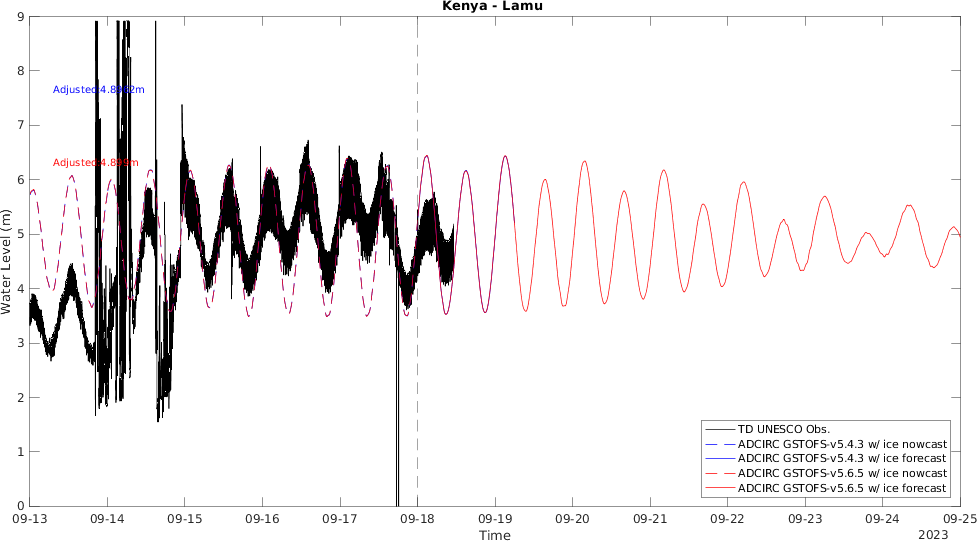 Kenya - Lamu
9
8
7
6
5
4
3
2
1
0
Water Level (m)
Adjusted
Adjusted
TD UNESCO Obs.
ADCIRC GSTOFS-v5.4.3 w/ ice nowcast
ADCIRC GSTOFS-v5.4.3 w/ ice forecast
ADCIRC GSTOFS-v5.6.5 w/ ice nowcast
ADCIRC GSTOFS-v5.6.5 w/ ice forecast
09-13 09-14 09-15 09-16 09-17 09-18 09-19 09-20 09-21 09-22 09-23 09-24 09-25
Time
2023